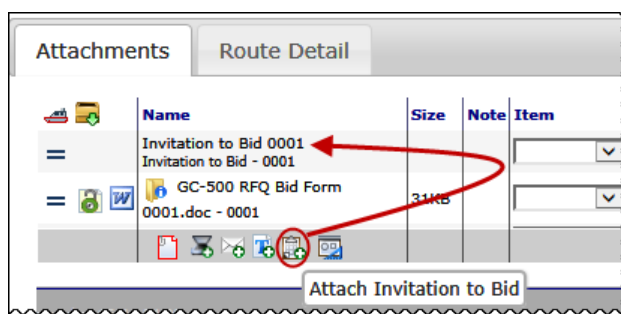 Attachments Route Detail
Name Size Note Item
Invitation to Bid 0001
Invitation to Bid - 0001
GC-500 RFQ Bid Form
0001.doc - 0001
31KB
Attach Invitation to Bid